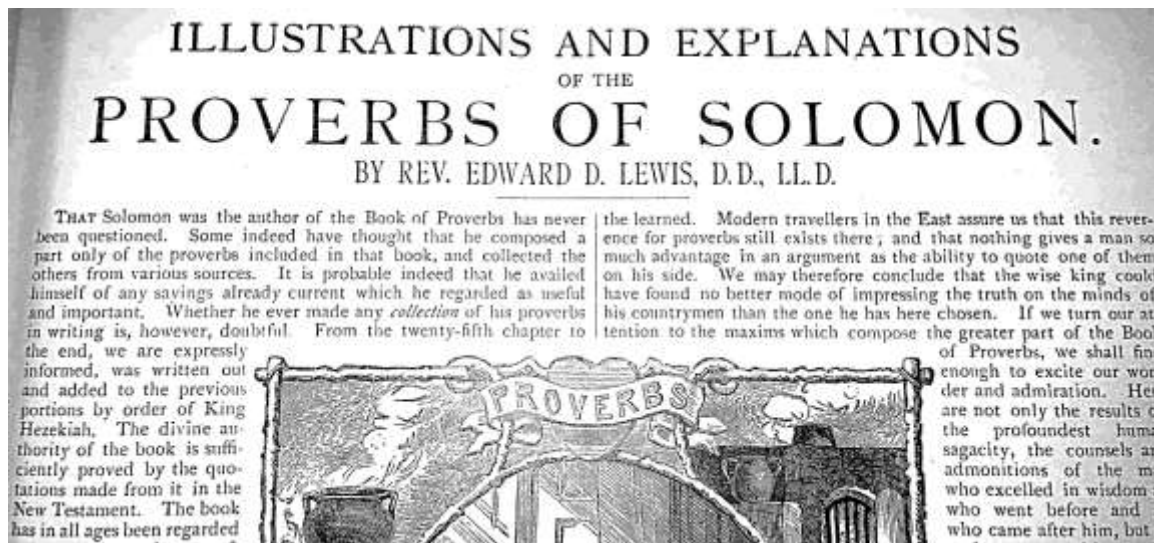 ILLUSTRATIONS AND EXPLANATIONS
OF THE
PROVERBS OF SOLOMON.
BY REV. EDWARD D. LEWIS, D.D., LL.D.
THAT Solomon was the author of the Book of Proverbs has never
been questioned. Some indeed have thought that he composed a
part only of the proverbs included in that book, and collected the
others from various sources. It is probable indeed that he availed
himself of any sayings already current which he regarded as useful
and important. Whether he ever made any collection of his proverbs
in writing is, however, doubtful. From the twenty-fifth chapter to
the end, we are expressly
informed, was written out
and added to the previous
portions by order of King
Hezekiah. The divine au-
thority of the book is suffi-
ciently proved by the quo-
tations made from it in the
New Testament. The book
has in all ages been regarded
the learned. Modern travellers in the East assure us that this rever-
ence for proverbs still exists there; and that nothing gives a man so
much advantage in an argument as the ability to quote one of them
on his side. We may therefore conclude that the wise king could
have found no better mode of impressing the truth on the minds of
his countrymen than the one he has here chosen. If we turn our at
tention to the maxims which compose the greater part of the Boo
of Proverbs, we shall fin
enough to excite our won
der and admiration. He
are not only the results o
the profoundest huma
sagacity, the counsels a
admonitions of the m
who excelled in wisdom
who went before and
who came after him, but
PROVERBS